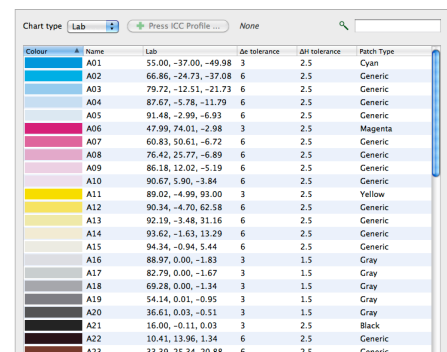 Chart type Lab Press ICC Profile ... None
Colour Name Lab Δe tolerance ΔH tolerance Patch Type
A01 55.00, -37.00, -49.98 3 2.5 Cyan
A02 66.86, -24.73, -37.08 6 2.5 Generic
A03 79.72, -12.51, -21.73 6 2.5 Generic
A04 87.67, -5.78, -11.79 6 2.5 Generic
A05 91.48, -2.99, -6.93 6 2.5 Generic
A06 47.99, 74.01, -2.98 3 2.5 Magenta
A07 60.83, 50.61, -6.72 6 2.5 Generic
A08 76.42, 25.77, -6.89 6 2.5 Generic
A09 86.18, 12.02, -5.19 6 2.5 Generic
A10 90.67, 5.90, -3.84 6 2.5 Generic
A11 89.02, -4.99, 93.00 3 2.5 Yellow
A12 90.34, -4.70, 62.58 6 2.5 Generic
A13 92.19, -3.48, 31.16 6 2.5 Generic
A14 93.62, -1.63, 13.29 6 2.5 Generic
A15 94.34, -0.94, 5.44 6 2.5 Generic
A16 88.97, 0.00, -1.83 3 1.5 Gray
A17 82.79, 0.00, -1.67 3 1.5 Gray
A18 69.28, 0.00, -1.34 3 1.5 Gray
A19 54.14, 0.01, -0.95 3 1.5 Gray
A20 36.61, 0.03, -0.51 3 1.5 Gray
A21 16.00, -0.11, 0.03 3 2.5 Black
A22 10.41, 13.96, 1.34 6 2.5 Generic
A23 33.39, 25.34, 20.88 6 2.5 Generic